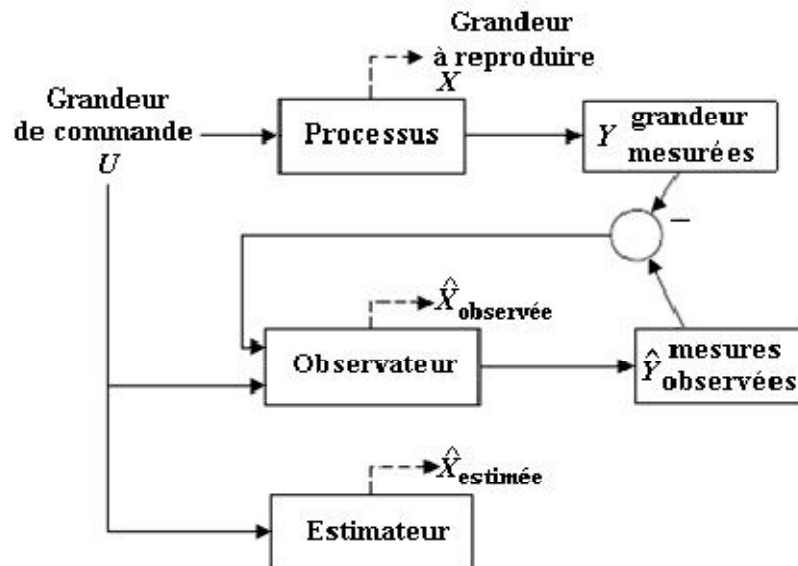 Grandeur
à reproduire
X
Grandeur
de commande
U
Processus
Y grandeur
mesurées
−
X̂observée
Observateur
Ŷ mesures
observées
X̂estimée
Estimateur